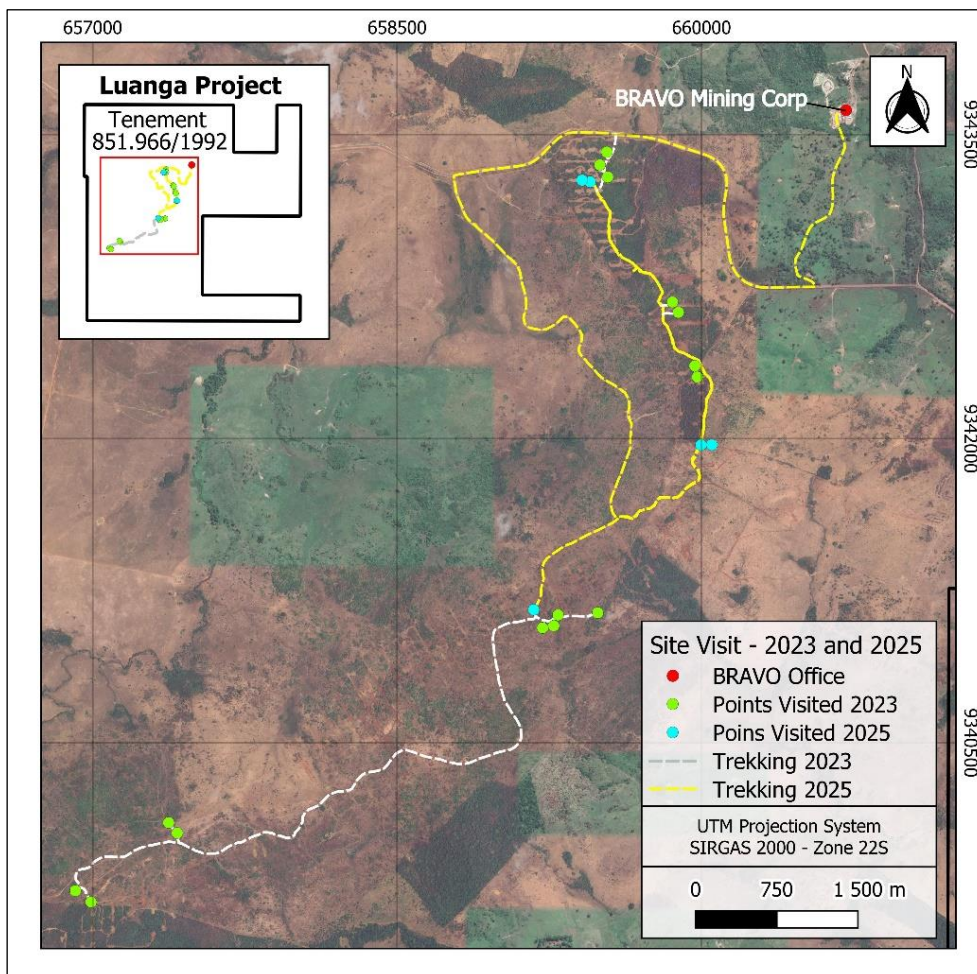 657000
658500
660000
Luanga Project
Tenement
851.966/1992
BRAVO Mining Corp
N
9343500
9342000
9340500
Site Visit - 2023 and 2025
BRAVO Office
Points Visited 2023
Poins Visited 2025
Trekking 2023
Trekking 2025
UTM Projection System
SIRGAS 2000 - Zone 22S
0 750 1 500 m